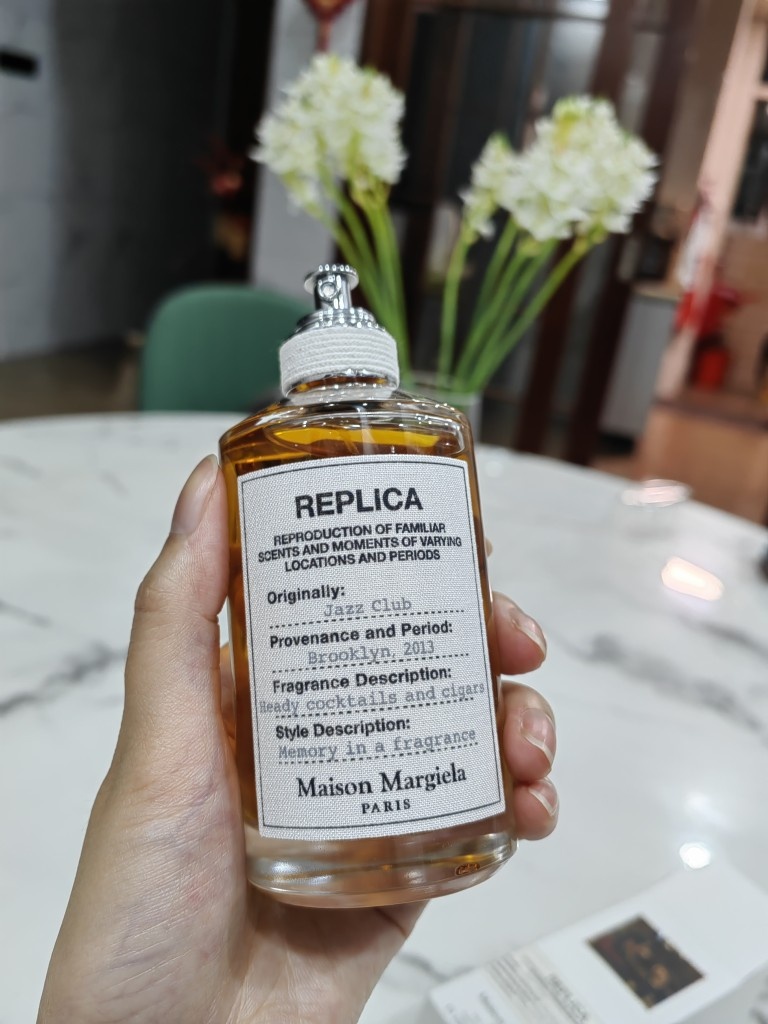 REPLICA
REPRODUCTION OF FAMILIAR
SCENTS AND MOMENTS OF VARYING
LOCATIONS AND PERIODS
Originally:
Jazz Club
Provenance and Period:
Brooklyn, 2013
Fragrance Description:
Heady cocktails and cigars
Style Description:
Memory in a fragrance
Maison Margiela
PARIS